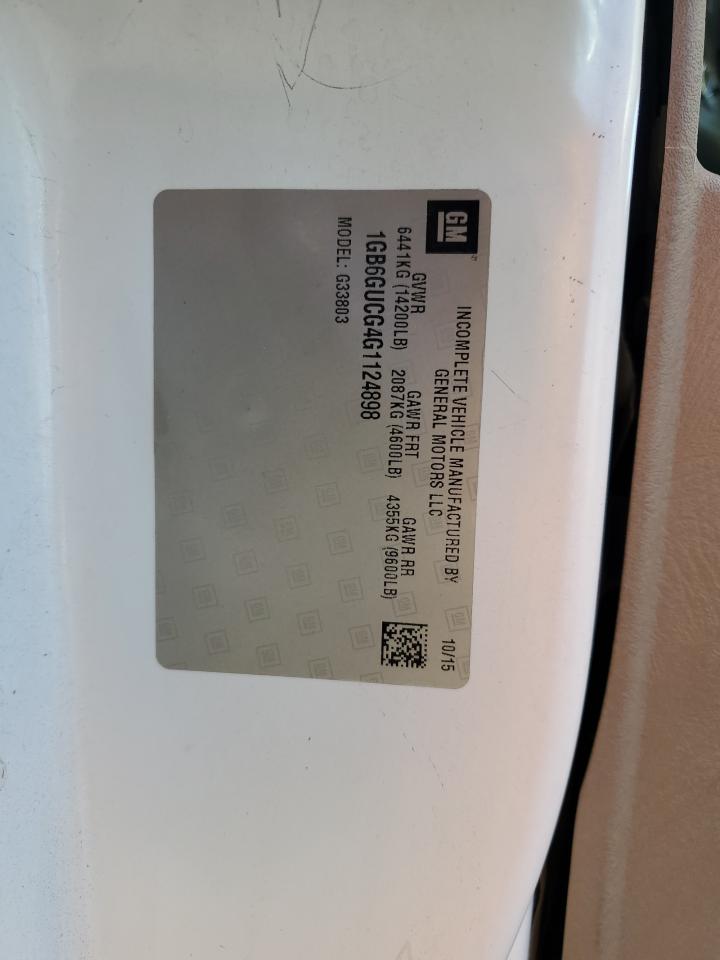 GM
INCOMPLETE VEHICLE MANUFACTURED BY
GENERAL MOTORS LLC
10/15
GVWR GAWR FRT GAWR RR
6441KG (14200LB) 2087KG (4600LB) 4355KG (9600LB)
1GB6GUCG4G1124898
MODEL: G33803